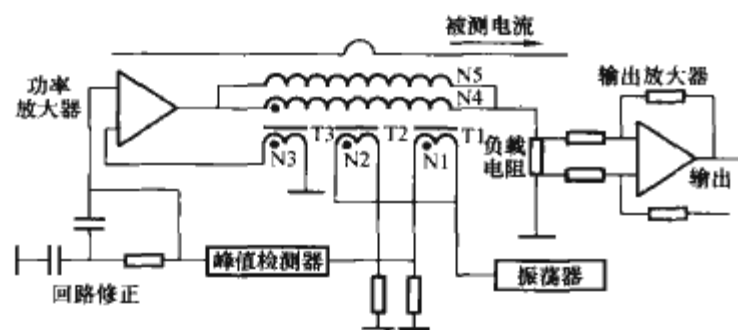 被测电流
功率
放大器
N5
N4
T3
T2
T1
N3
N2
N1
负载
电阻
输出放大器
输出
峰值检测器
振荡器
回路修正